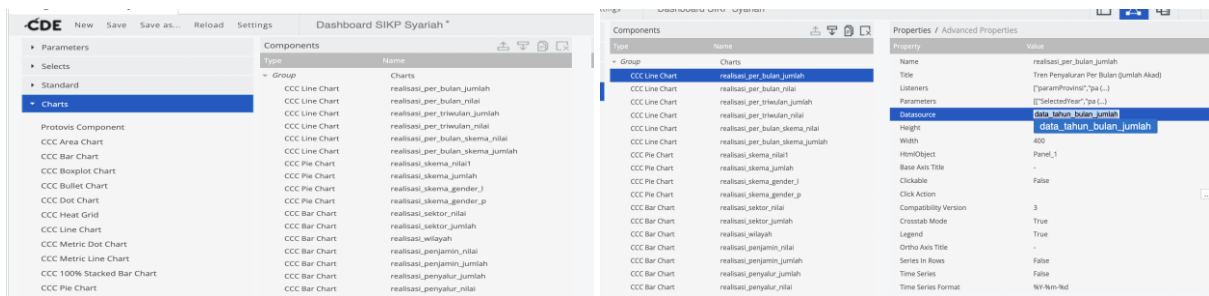 CDE New Save Save as... Reload Settings Dashboard SIKP Syariah*
Parameters
Selects
Standard
Charts
Protovis Component
CCC Area Chart
CCC Bar Chart
CCC Boxplot Chart
CCC Bullet Chart
CCC Dot Chart
CCC Heat Grid
CCC Line Chart
CCC Metric Dot Chart
CCC Metric Line Chart
CCC 100% Stacked Bar Chart
CCC Pie Chart
Components
Type Name
Group Charts
CCC Line Chart realisasi_per_bulan_jumlah
CCC Line Chart realisasi_per_bulan_nilai
CCC Line Chart realisasi_per_triwulan_jumlah
CCC Line Chart realisasi_per_triwulan_nilai
CCC Line Chart realisasi_per_bulan_skema_nilai
CCC Line Chart realisasi_per_bulan_skema_jumlah
CCC Pie Chart realisasi_skema_nilai1
CCC Pie Chart realisasi_skema_jumlah
CCC Pie Chart realisasi_skema_gender_l
CCC Pie Chart realisasi_skema_gender_p
CCC Bar Chart realisasi_sektor_nilai
CCC Bar Chart realisasi_sektor_jumlah
CCC Bar Chart realisasi_wilayah
CCC Bar Chart realisasi_penjamin_nilai
CCC Bar Chart realisasi_penjamin_jumlah
CCC Bar Chart realisasi_penyalur_jumlah
CCC Bar Chart realisasi_penyalur_nilai
Components
Type Name
Group Charts
CCC Line Chart realisasi_per_bulan_jumlah
CCC Line Chart realisasi_per_bulan_nilai
CCC Line Chart realisasi_per_triwulan_jumlah
CCC Line Chart realisasi_per_triwulan_nilai
CCC Line Chart realisasi_per_bulan_skema_nilai
CCC Line Chart realisasi_per_bulan_skema_jumlah
CCC Pie Chart realisasi_skema_nilai1
CCC Pie Chart realisasi_skema_jumlah
CCC Pie Chart realisasi_skema_gender_l
CCC Pie Chart realisasi_skema_gender_p
CCC Bar Chart realisasi_sektor_nilai
CCC Bar Chart realisasi_sektor_jumlah
CCC Bar Chart realisasi_wilayah
CCC Bar Chart realisasi_penjamin_nilai
CCC Bar Chart realisasi_penjamin_jumlah
CCC Bar Chart realisasi_penyalur_jumlah
CCC Bar Chart realisasi_penyalur_nilai
Properties / Advanced Properties
Property Value
Name realisasi_per_bulan_jumlah
Title Tren Penyaluran Per Bulan (Jumlah Akad)
Listeners ["paramProvinsi","pa (...)
Parameters [["SelectedYear","pa (...)
Datasource data_tahun_bulan_jumlah
data_tahun_bulan_jumlah
Height
Width 400
HtmlObject Panel_1
Base Axis Title -
Clickable False
Click Action
Compatibility Version 3
Crosstab Mode True
Legend True
Ortho Axis Title -
Series In Rows False
Time Series False
Time Series Format %Y-%m-%d